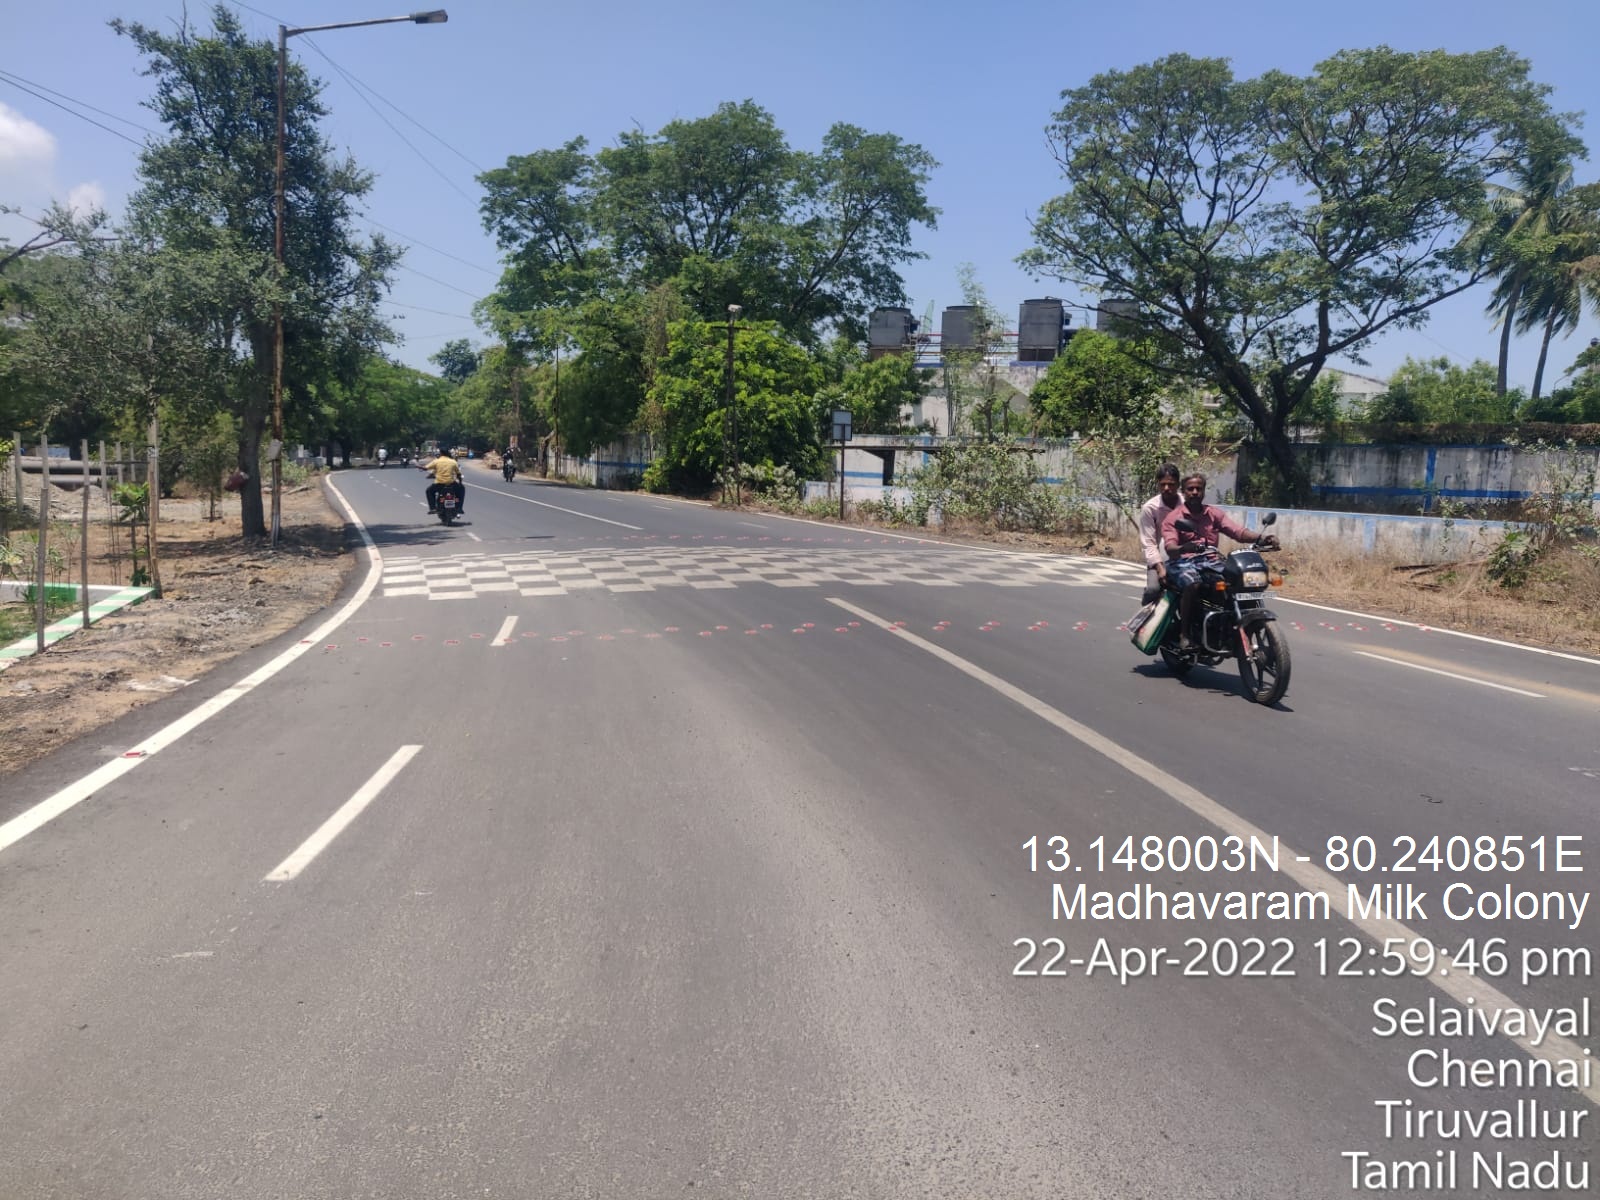 13.148003N - 80.240851E
Madhavaram Milk Colony
22-Apr-2022 12:59:46 pm
Selaivayal
Chennai
Tiruvallur
Tamil Nadu